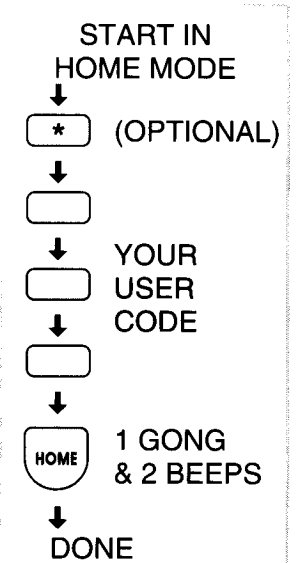 START IN
HOME MODE
* (OPTIONAL)
YOUR
USER
CODE
HOME
1 GONG
& 2 BEEPS
DONE